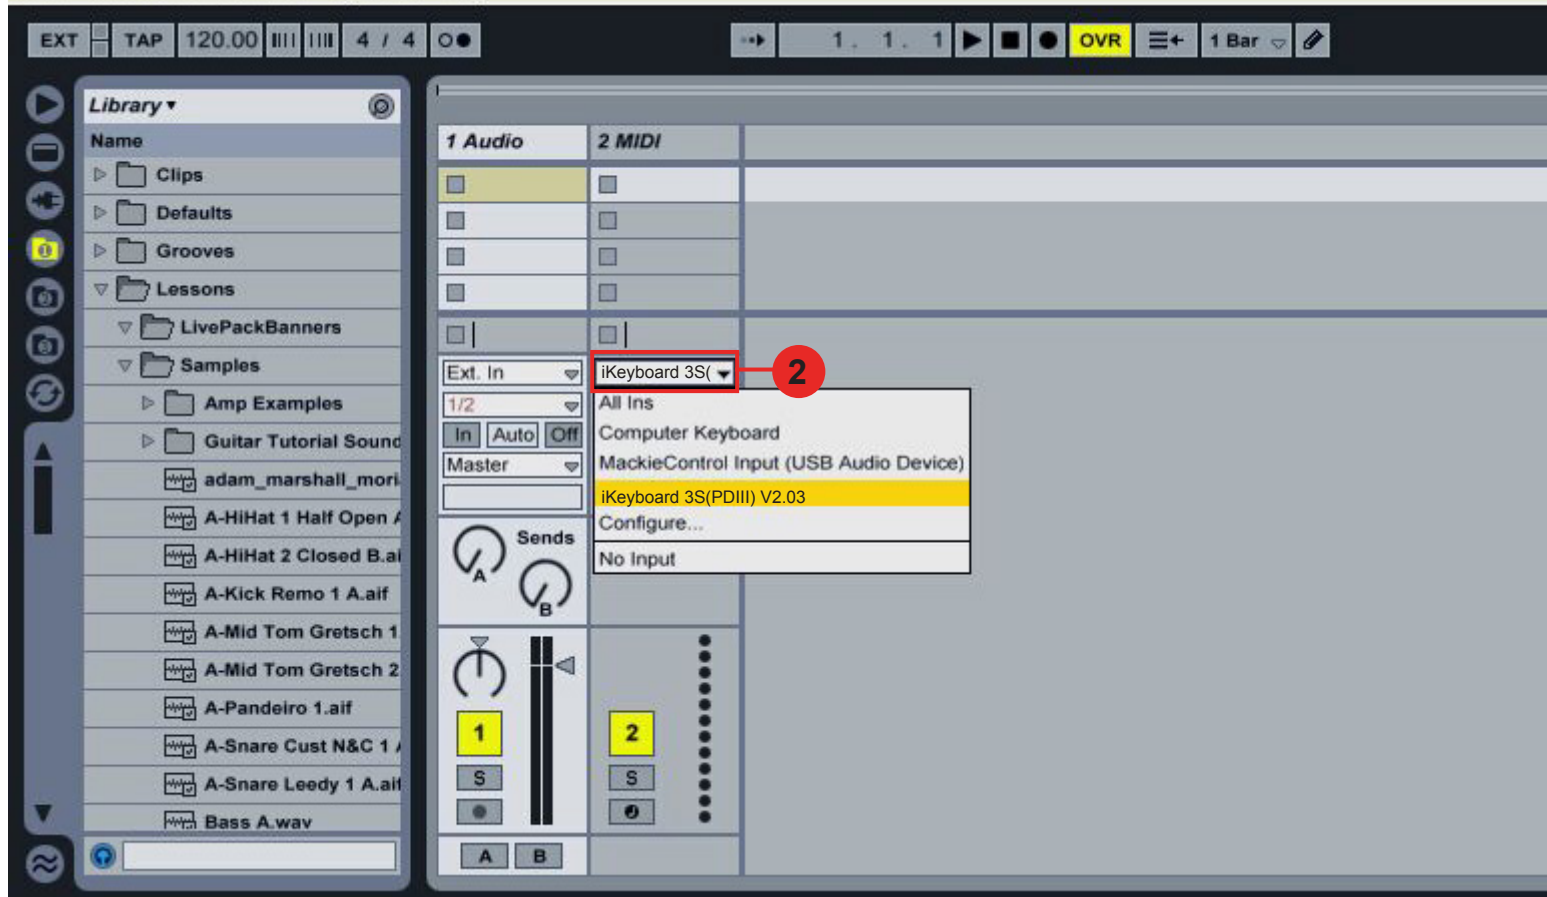 EXT TAP 120.00 4 / 4 1. 1. 1 OVR 1 Bar
Library
Name
Clips
Defaults
Grooves
Lessons
LivePackBanners
Samples
Amp Examples
Guitar Tutorial Sound
adam_marshall_mori
A-HiHat 1 Half Open A
A-HiHat 2 Closed B.ai
A-Kick Remo 1 A.aif
A-Mid Tom Gretsch 1
A-Mid Tom Gretsch 2
A-Pandeiro 1.aif
A-Snare Cust N&C 1 A
A-Snare Leedy 1 A.aif
Bass A.wav
1 Audio
Ext. In
1/2
In Auto Off
Master
Sends
A
B
1
S
A B
2 MIDI
iKeyboard 3S( 2
All Ins
Computer Keyboard
MackieControl Input (USB Audio Device)
iKeyboard 3S(PDIII) V2.03
Configure...
No Input
2
S